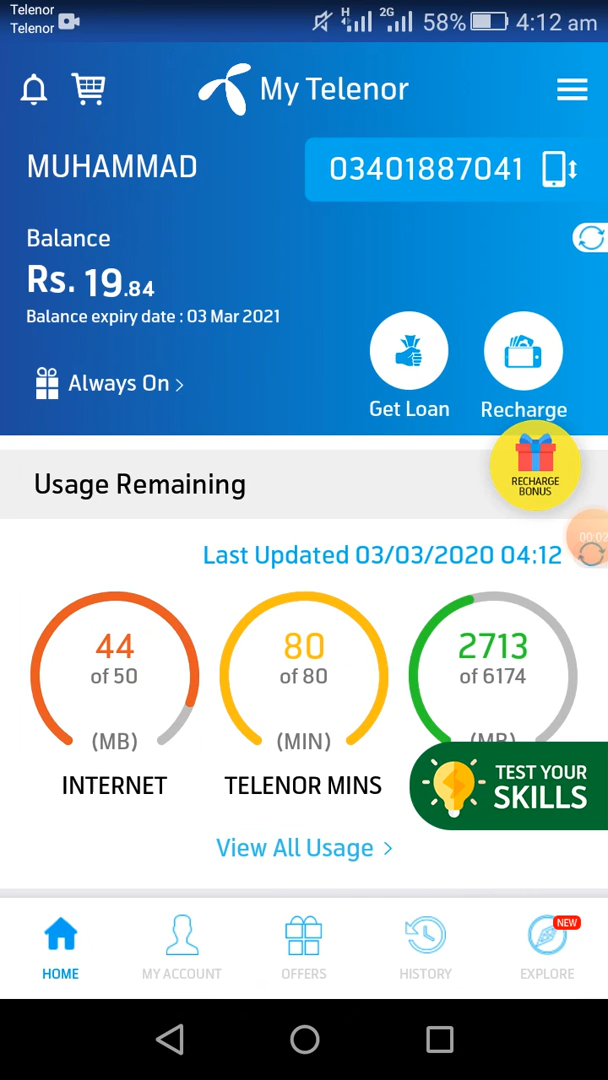 Telenor
Telenor
H
2G
58%
4:12 am
My Telenor
MUHAMMAD
03401887041
Balance
Rs. 19.84
Balance expiry date : 03 Mar 2021
Always On >
Get Loan
Recharge
RECHARGE
BONUS
Usage Remaining
00:02
Last Updated 03/03/2020 04:12
44
of 50
(MB)
INTERNET
80
of 80
(MIN)
TELENOR MINS
2713
of 6174
(MB)
TEST YOUR
SKILLS
View All Usage >
HOME
MY ACCOUNT
OFFERS
HISTORY
NEW
EXPLORE